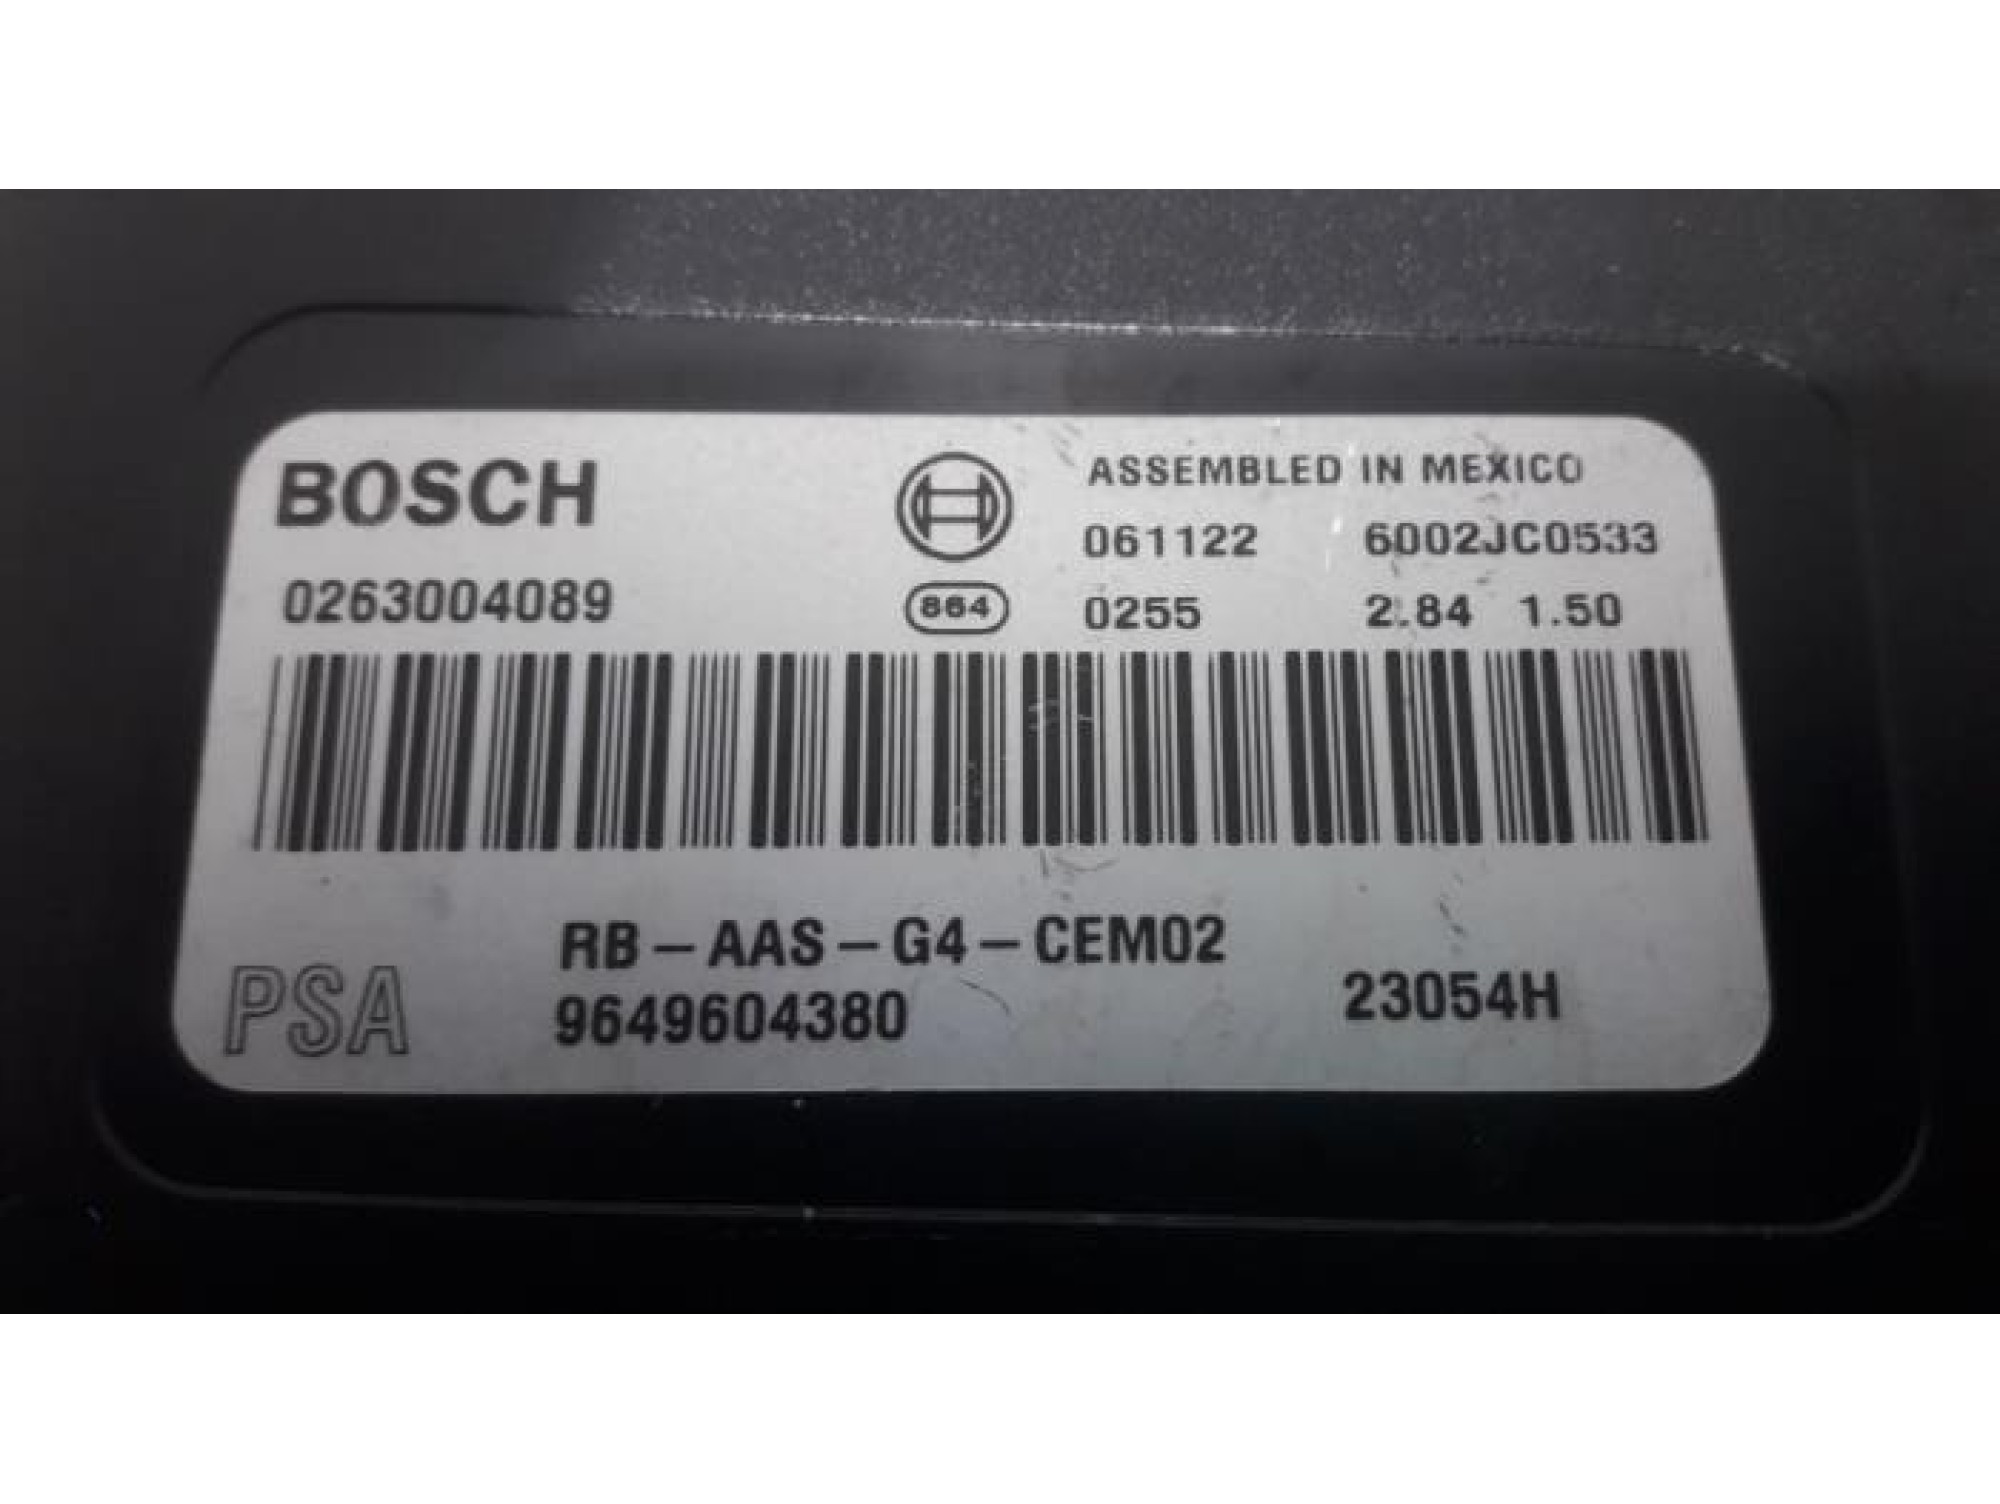 BOSCH
ASSEMBLED IN MEXICO
061122 6002JC0533
0263004089 864 0255 2.84 1.50
RB-AAS-G4-CEM02
PSA 9649604380 23054H